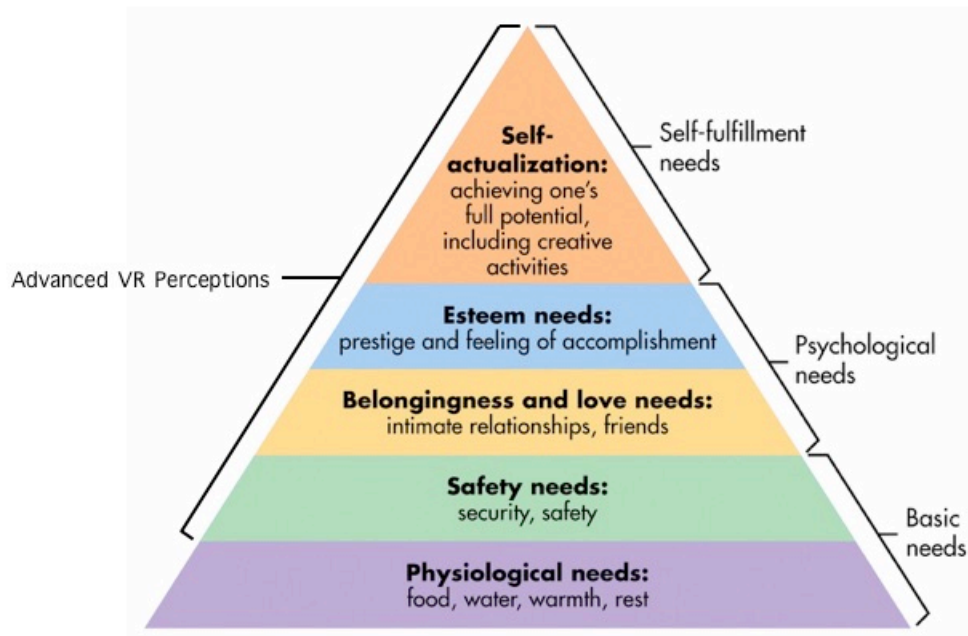 Self-
actualization:
achieving one's
full potential,
including creative
activities
Self-fulfillment
needs
Advanced VR Perceptions
Esteem needs:
prestige and feeling of accomplishment
Psychological
needs
Belongingness and love needs:
intimate relationships, friends
Safety needs:
security, safety
Basic
needs
Physiological needs:
food, water, warmth, rest